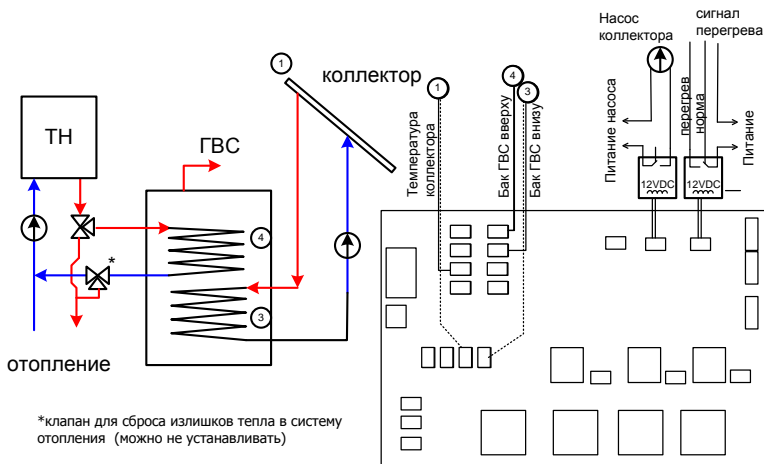 ТН
ГВС
коллектор
1
4
3
отопление
*
*клапан для сброса излишков тепла в систему
отопления (можно не устанавливать)
1
4
3
Температура
коллектора
Бак ГВС вверху
Бак ГВС внизу
Насос
коллектора
сигнал
перегрева
Питание насоса
перегрев
норма
Питание
12VDC
12VDC